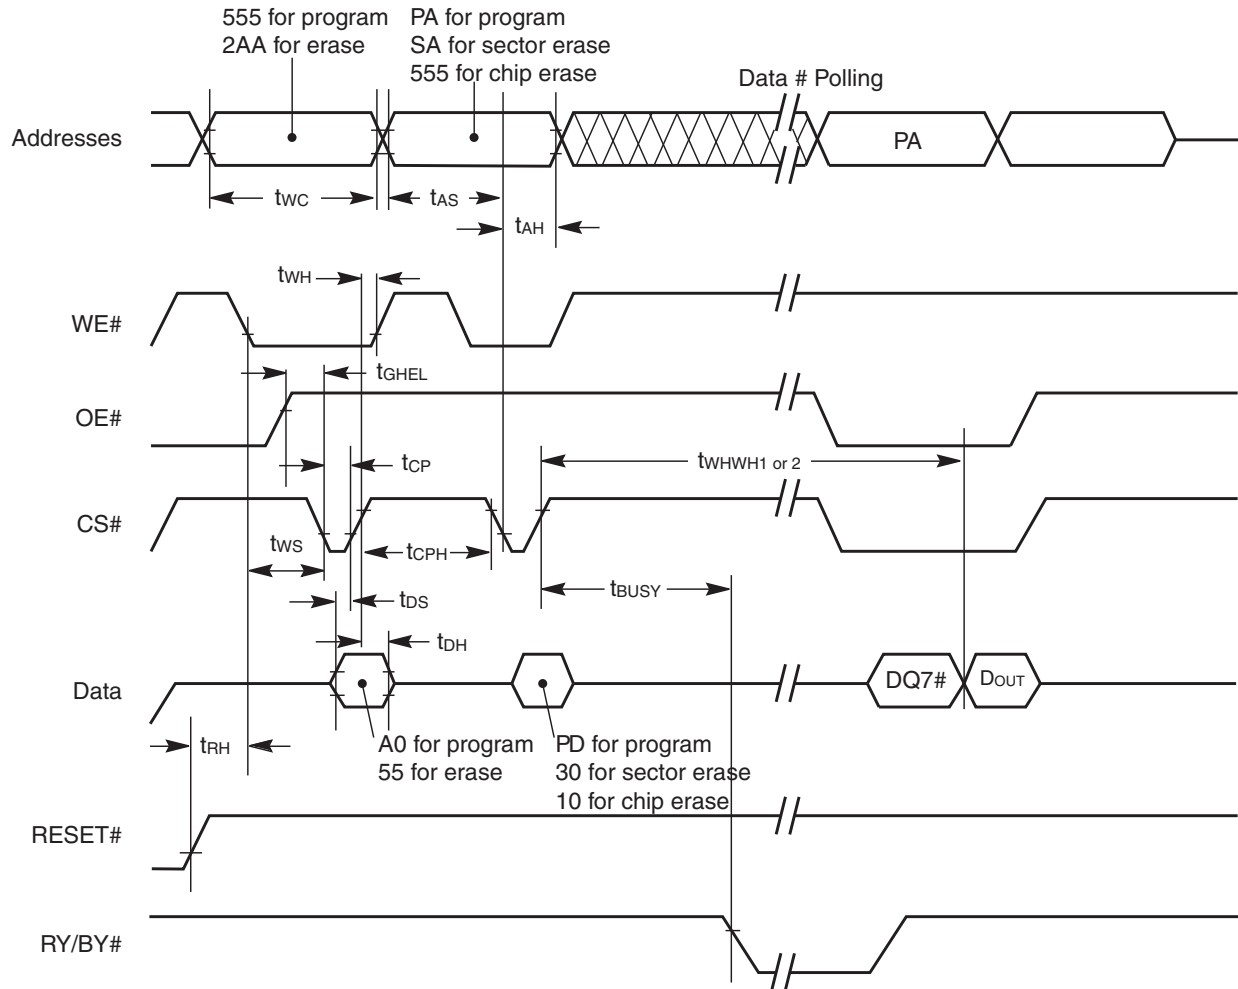 555 for program
2AA for erase
PA for program
SA for sector erase
555 for chip erase
Data # Polling
Addresses
PA
tWC
tAS
tAH
tWH
WE#
tGHEL
OE#
tCP
tWHWH1 or 2
CS#
tWS
tCPH
tBUSY
tDS
tDH
Data
DQ7#
DOUT
tRH
A0 for program
55 for erase
PD for program
30 for sector erase
10 for chip erase
RESET#
RY/BY#